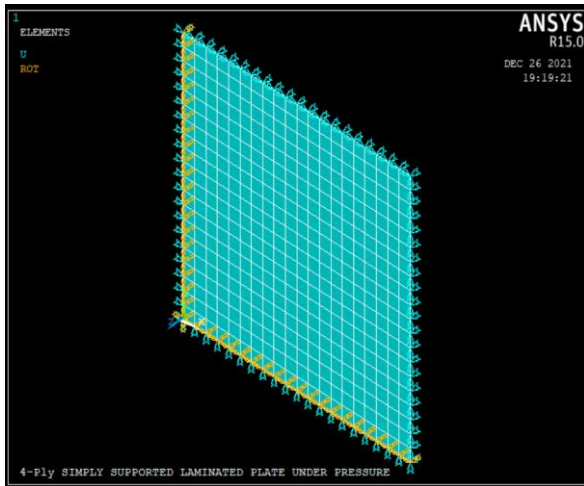 1
ELEMENTS
U
ROT
ANSYS
R15.0
DEC 26 2021
19:19:21
4-Ply SIMPLY SUPPORTED LAMINATED PLATE UNDER PRESSURE